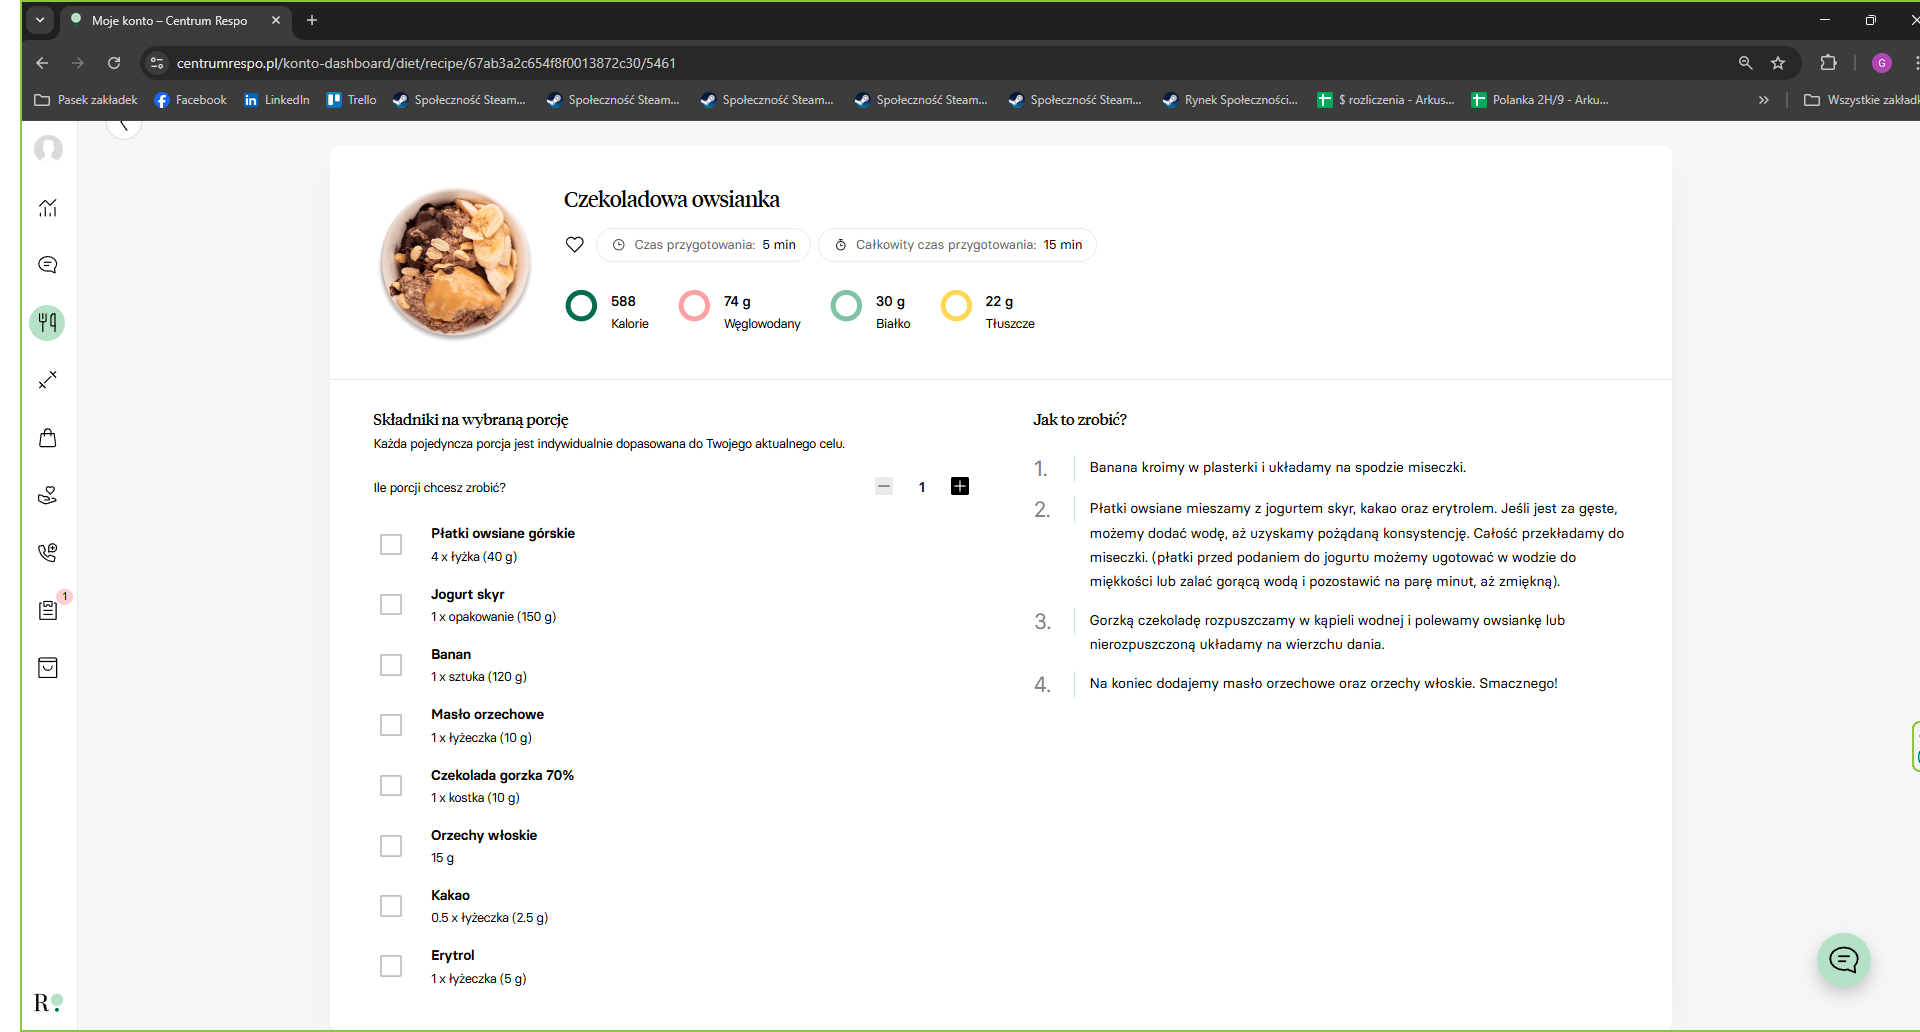 Moje konto – Centrum Respo
centrumrespo.pl/konto-dashboard/diet/recipe/67ab3a2c654f8f0013872c30/5461
G
Pasek zakładek
Facebook
LinkedIn
Trello
Społeczność Steam...
Społeczność Steam...
Społeczność Steam...
Społeczność Steam...
Społeczność Steam...
Rynek Społeczności...
$ rozliczenia - Arkus...
Polanka 2H/9 - Arku...
Wszystkie zakład
Czekoladowa owsianka
Czas przygotowania: 5 min
Całkowity czas przygotowania: 15 min
588
Kalorie
74 g
Węglowodany
30 g
Białko
22 g
Tłuszcze
Składniki na wybraną porcję
Każda pojedyncza porcja jest indywidualnie dopasowana do Twojego aktualnego celu.
Ile porcji chcesz zrobić?
1
Płatki owsiane górskie
4 x łyżka (40 g)
Jogurt skyr
1 x opakowanie (150 g)
Banan
1 x sztuka (120 g)
Masło orzechowe
1 x łyżeczka (10 g)
Czekolada gorzka 70%
1 x kostka (10 g)
Orzechy włoskie
15 g
Kakao
0.5 x łyżeczka (2.5 g)
Erytrol
1 x łyżeczka (5 g)
Jak to zrobić?
1. Banana kroimy w plasterki i układamy na spodzie miseczki.
2. Płatki owsiane mieszamy z jogurtem skyr, kakao oraz erytrolem. Jeśli jest za gęste,
możemy dodać wodę, aż uzyskamy pożądaną konsystencję. Całość przekładamy do
miseczki. (płatki przed podaniem do jogurtu możemy ugotować w wodzie do
miękkości lub zalać gorącą wodą i pozostawić na parę minut, aż zmiękną).
3. Gorzką czekoladę rozpuszczamy w kąpieli wodnej i polewamy owsiankę lub
nierozpuszczoną układamy na wierzchu dania.
4. Na koniec dodajemy masło orzechowe oraz orzechy włoskie. Smacznego!
1
R